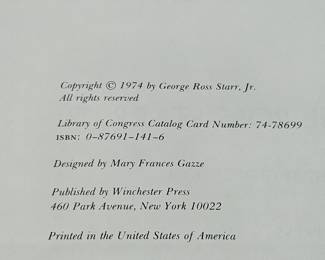 Copyright © 1974 by George Ross Starr, Jr.
All rights reserved
Library of Congress Catalog Card Number: 74-78699
ISBN: 0-87691-141-6
Designed by Mary Frances Gazze
Published by Winchester Press
460 Park Avenue, New York 10022
Printed in the United States of America